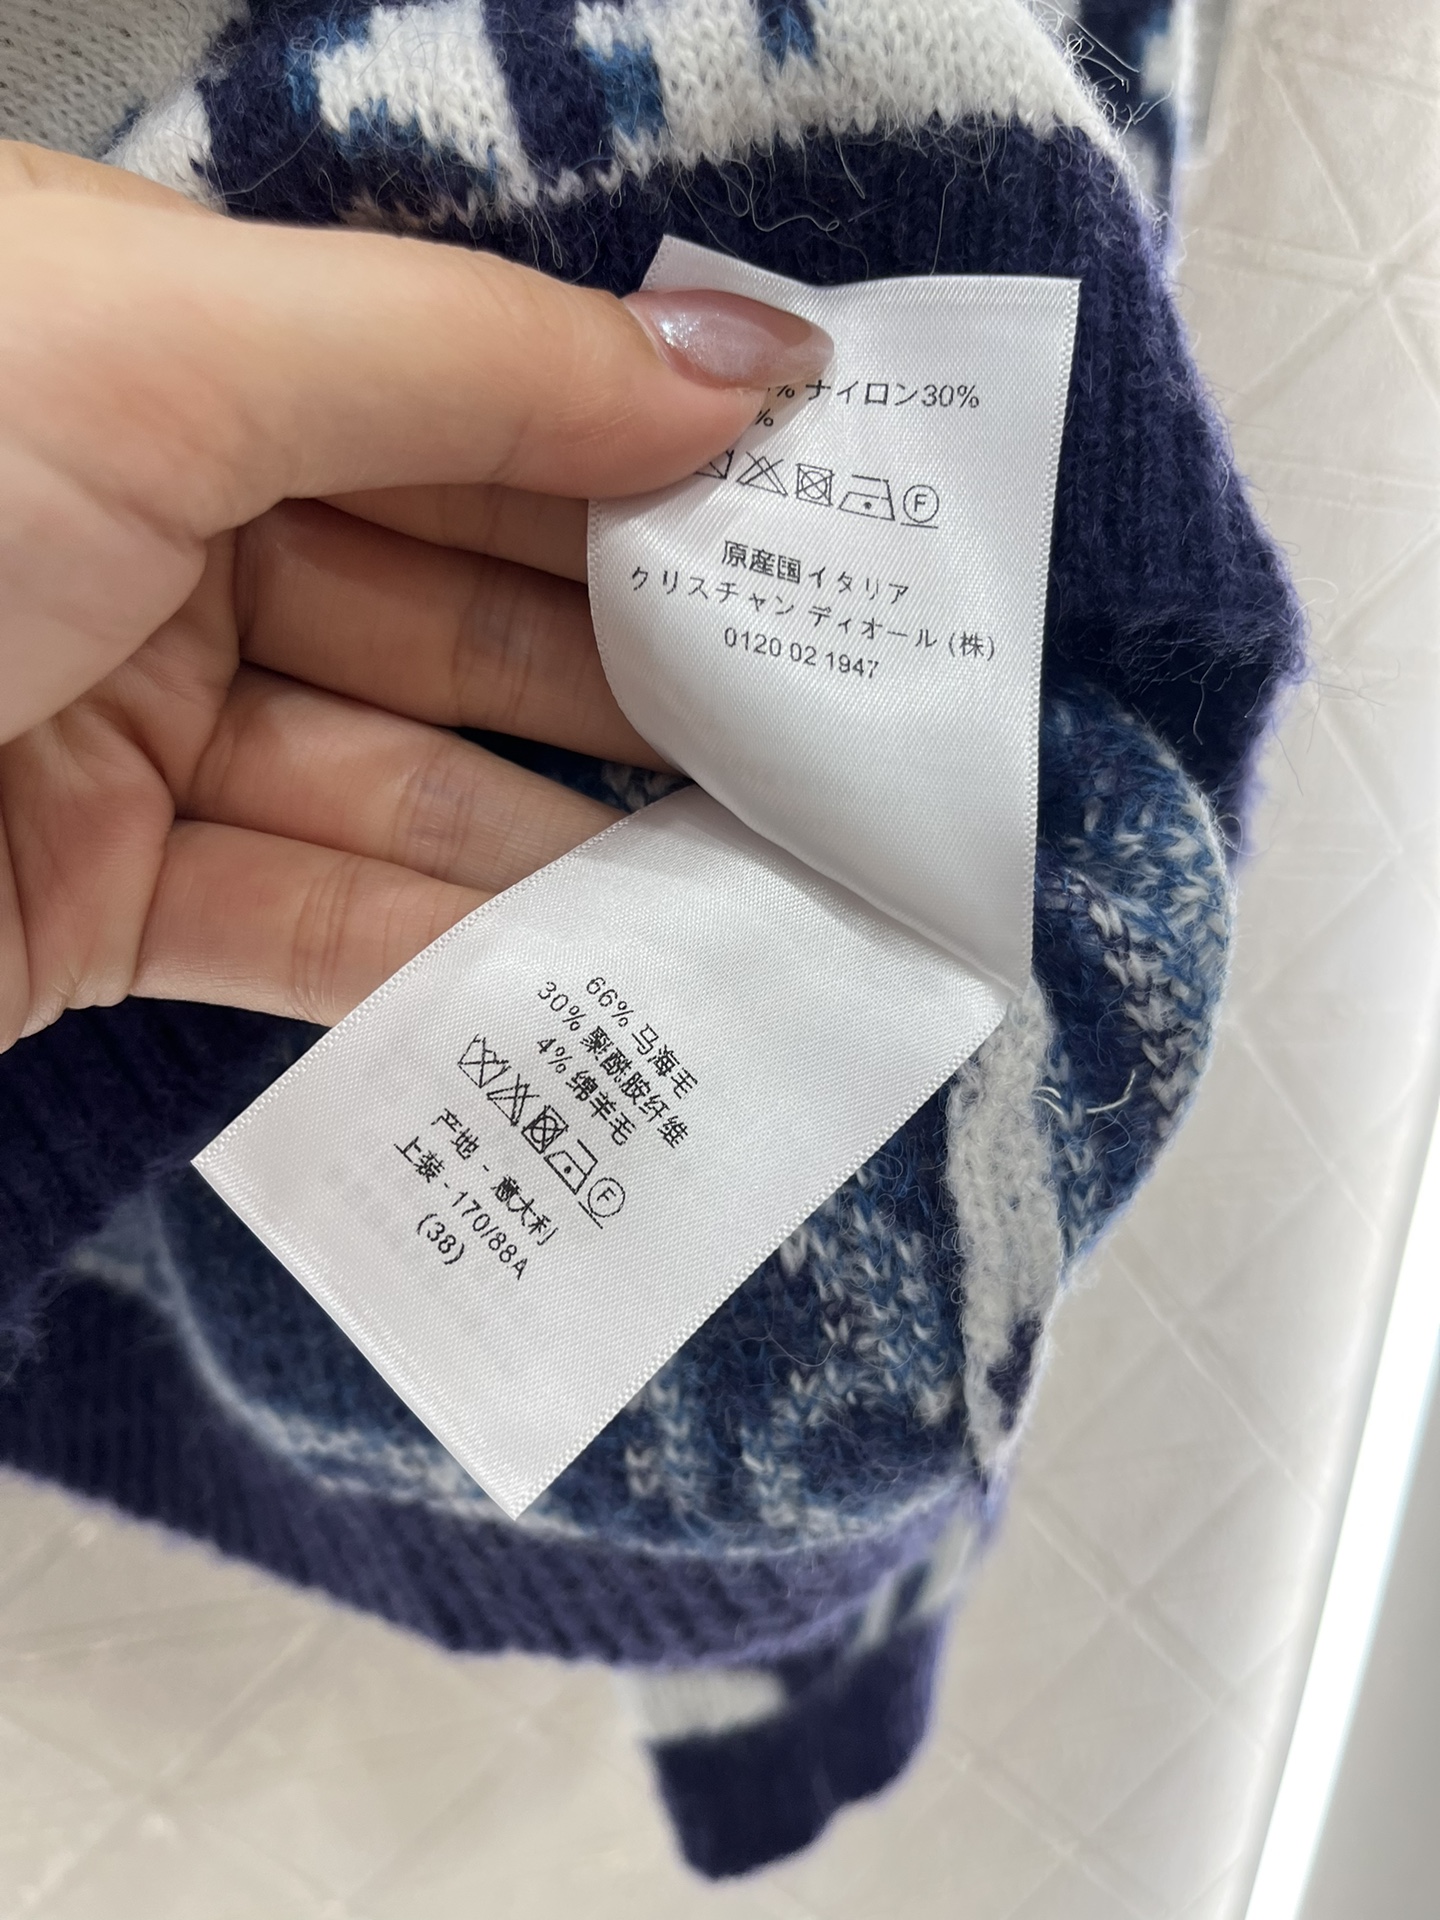 % ナイロン30%
%
F
原産国イタリア
クリスチャン ディオール (株)
0120 02 1947
66% 马海毛
30% 聚酰胺纤维
4% 绵羊毛
F
产地 - 意大利
上装 - 170/88A
(38)